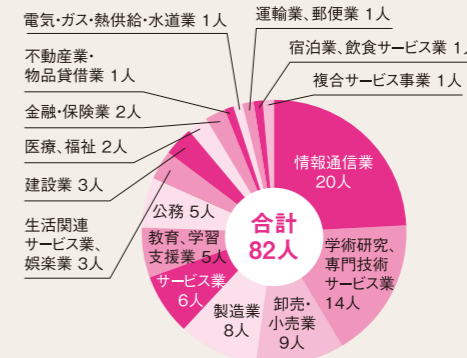 電気・ガス・熱供給・水道業 1人
運輸業、郵便業 1人
宿泊業、飲食サービス業 1人
複合サービス事業 1人
不動産業・
物品貸借業 1人
金融・保険業 2人
医療、福祉 2人
建設業 3人
生活関連
サービス業、
娯楽業 3人
公務 5人
教育、学習
支援業 5人
サービス業
6人
製造業
8人
卸売・
小売業
9人
学術研究、
専門技術
サービス業
14人
情報通信業
20人
合計
82人